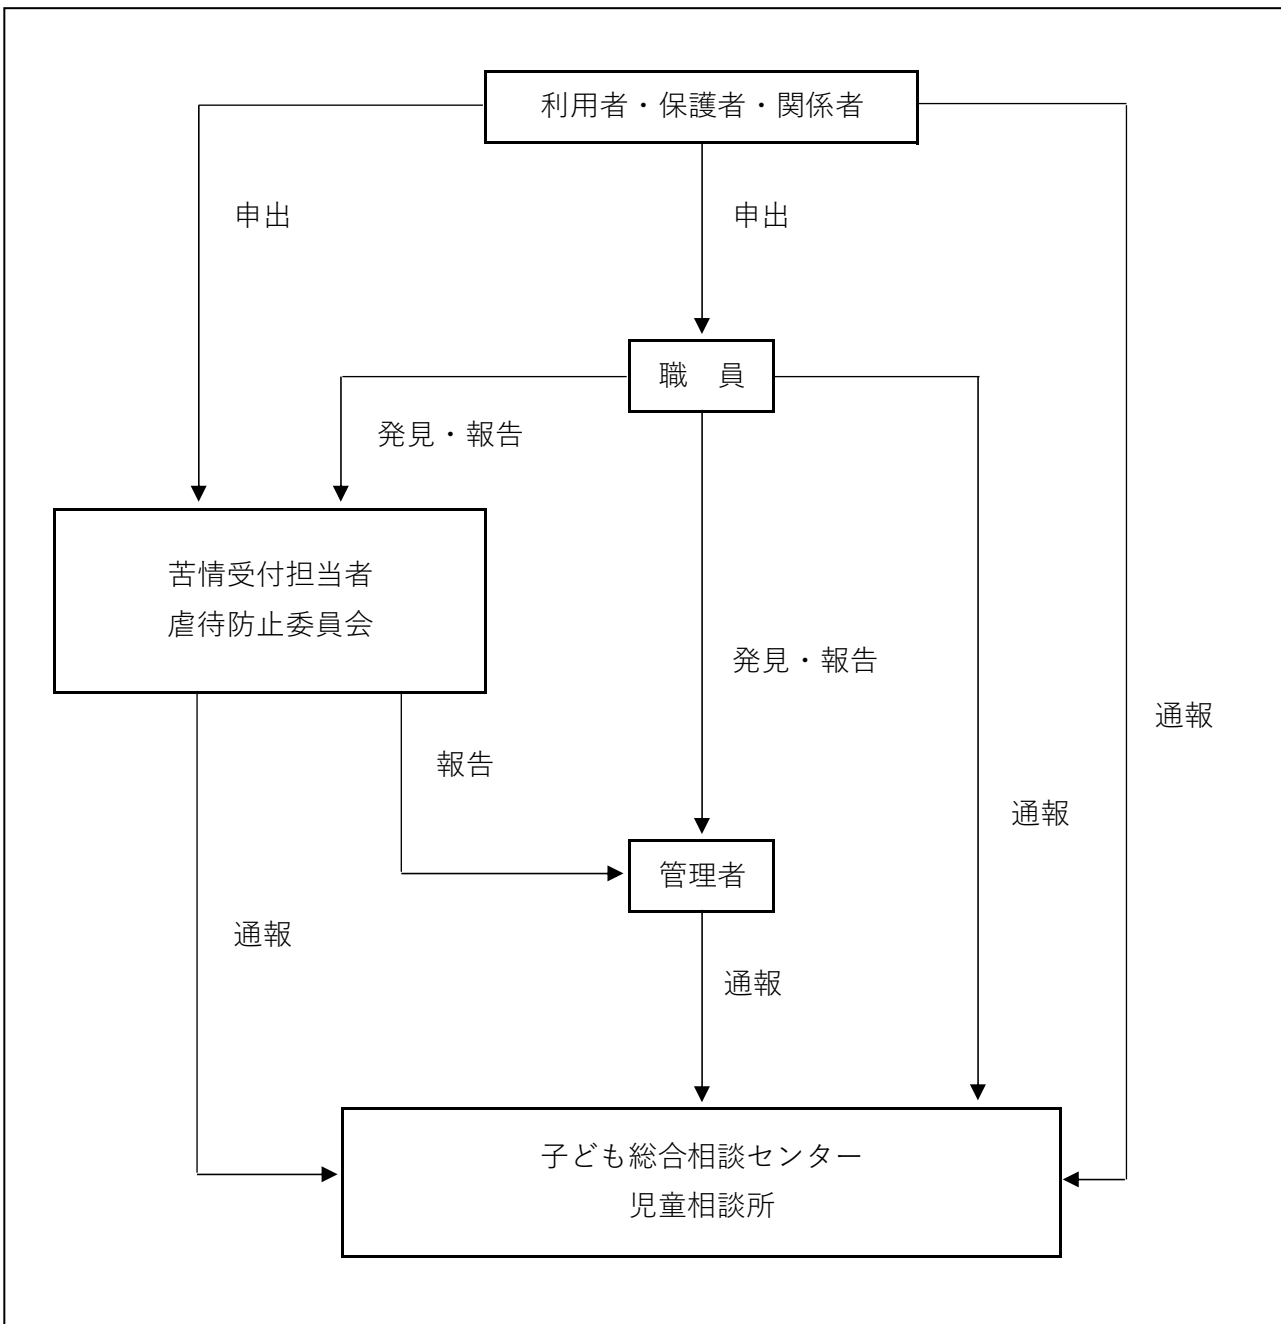 利用者・保護者・関係者
申出
申出
職　員
発見・報告
苦情受付担当者
虐待防止委員会
発見・報告
通報
報告
通報
管理者
通報
通報
子ども総合相談センター
児童相談所